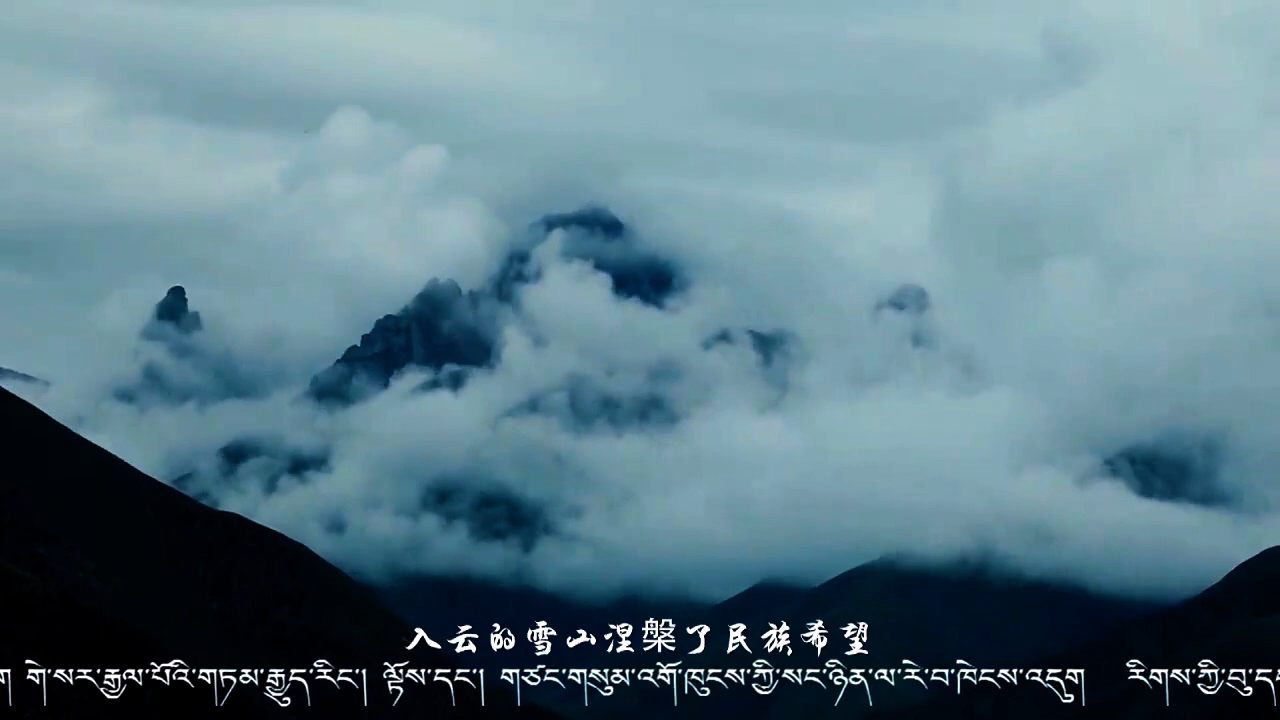 入云的雪山涅槃了民族希望
གེ་སར་རྒྱལ་པོའི་གཏམ་རྒྱུད་རིང་། ལྟོས་དང་། གཙང་གསུམ་འགོ་ཁུངས་ཀྱི་སང་ཉིན་ལ་རེ་བ་ཁེངས་འདུག རིགས་ཀྱི་བུ་